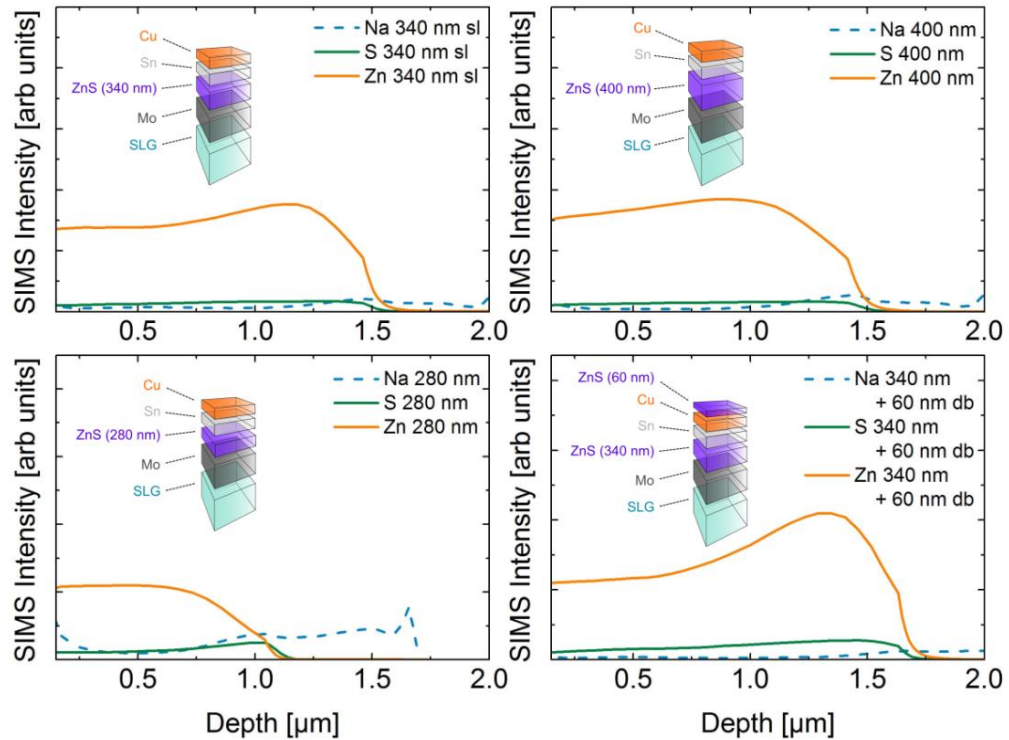 SIMS Intensity [arb units]
Cu
Sn
ZnS (340 nm)
Mo
SLG
Na 340 nm sl
S 340 nm sl
Zn 340 nm sl
0.5 1.0 1.5 2.0
SIMS Intensity [arb units]
Cu
Sn
ZnS (400 nm)
Mo
SLG
Na 400 nm
S 400 nm
Zn 400 nm
0.5 1.0 1.5 2.0
SIMS Intensity [arb units]
Cu
Sn
ZnS (280 nm)
Mo
SLG
Na 280 nm
S 280 nm
Zn 280 nm
0.5 1.0 1.5 2.0
Depth [µm]
SIMS Intensity [arb units]
ZnS (60 nm)
Cu
Sn
ZnS (340 nm)
Mo
SLG
Na 340 nm
+ 60 nm db
S 340 nm
+ 60 nm db
Zn 340 nm
+ 60 nm db
0.5 1.0 1.5 2.0
Depth [µm]